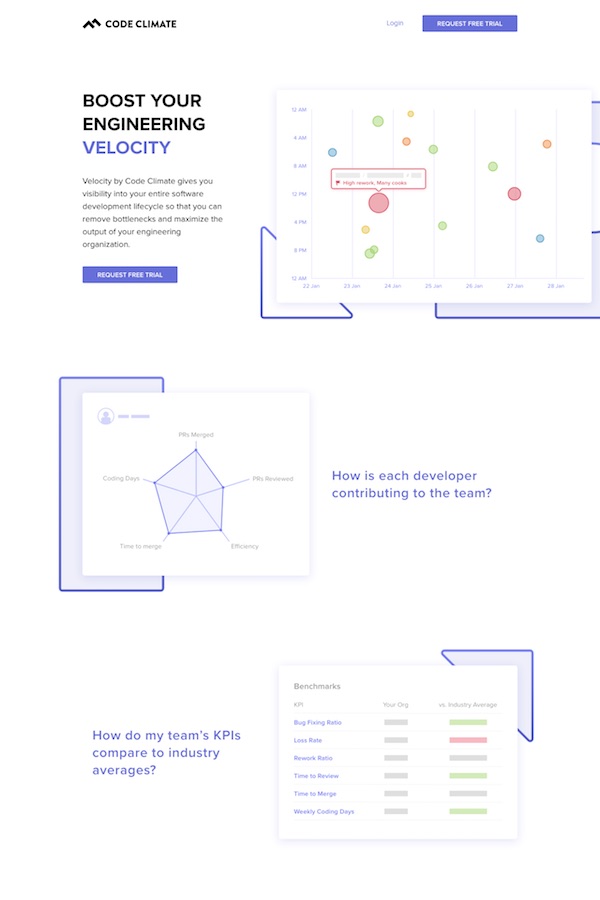 CODE CLIMATE
Login
REQUEST FREE TRIAL
BOOST YOUR
ENGINEERING
VELOCITY
Velocity by Code Climate gives you
visibility into your entire software
development lifecycle so that you can
remove bottlenecks and maximize the
output of your engineering
organization.
REQUEST FREE TRIAL
12 AM
4 AM
8 AM
12 PM
4 PM
8 PM
12 AM
High rework; Many cooks
22 Jan
23 Jan
24 Jan
25 Jan
26 Jan
27 Jan
28 Jan
PRs Merged
Coding Days
PRs Reviewed
Time to merge
Efficiency
How is each developer
contributing to the team?
How do my team's KPIs
compare to industry
averages?
Benchmarks
KPI
Your Org
vs. Industry Average
Bug Fixing Ratio
Loss Rate
Rework Ratio
Time to Review
Time to Merge
Weekly Coding Days